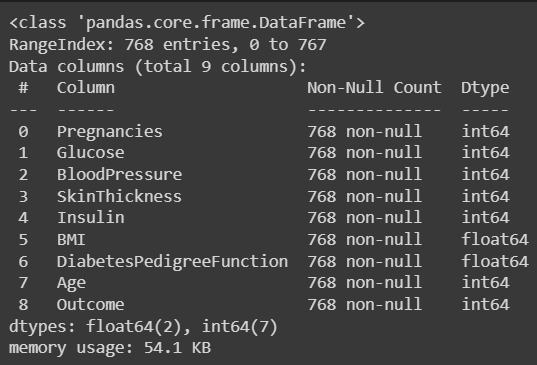 <class 'pandas.core.frame.DataFrame'>
RangeIndex: 768 entries, 0 to 767
Data columns (total 9 columns):
 #   Column                    Non-Null Count  Dtype
---  ------                    --------------  -----
 0   Pregnancies               768 non-null    int64
 1   Glucose                   768 non-null    int64
 2   BloodPressure             768 non-null    int64
 3   SkinThickness             768 non-null    int64
 4   Insulin                   768 non-null    int64
 5   BMI                       768 non-null    float64
 6   DiabetesPedigreeFunction  768 non-null    float64
 7   Age                       768 non-null    int64
 8   Outcome                   768 non-null    int64
dtypes: float64(2), int64(7)
memory usage: 54.1 KB